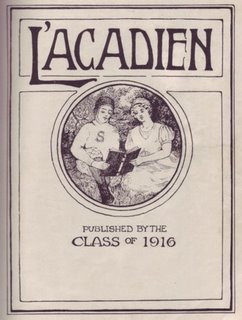 L'ACADIEN
S
PUBLISHED BY THE
CLASS OF 1916